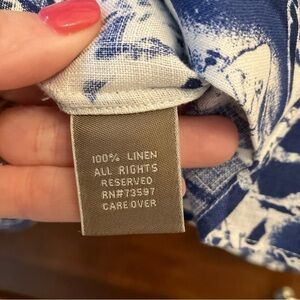 100% LINEN
ALL RIGHTS
RESERVED
RN#73597
CARE OVER